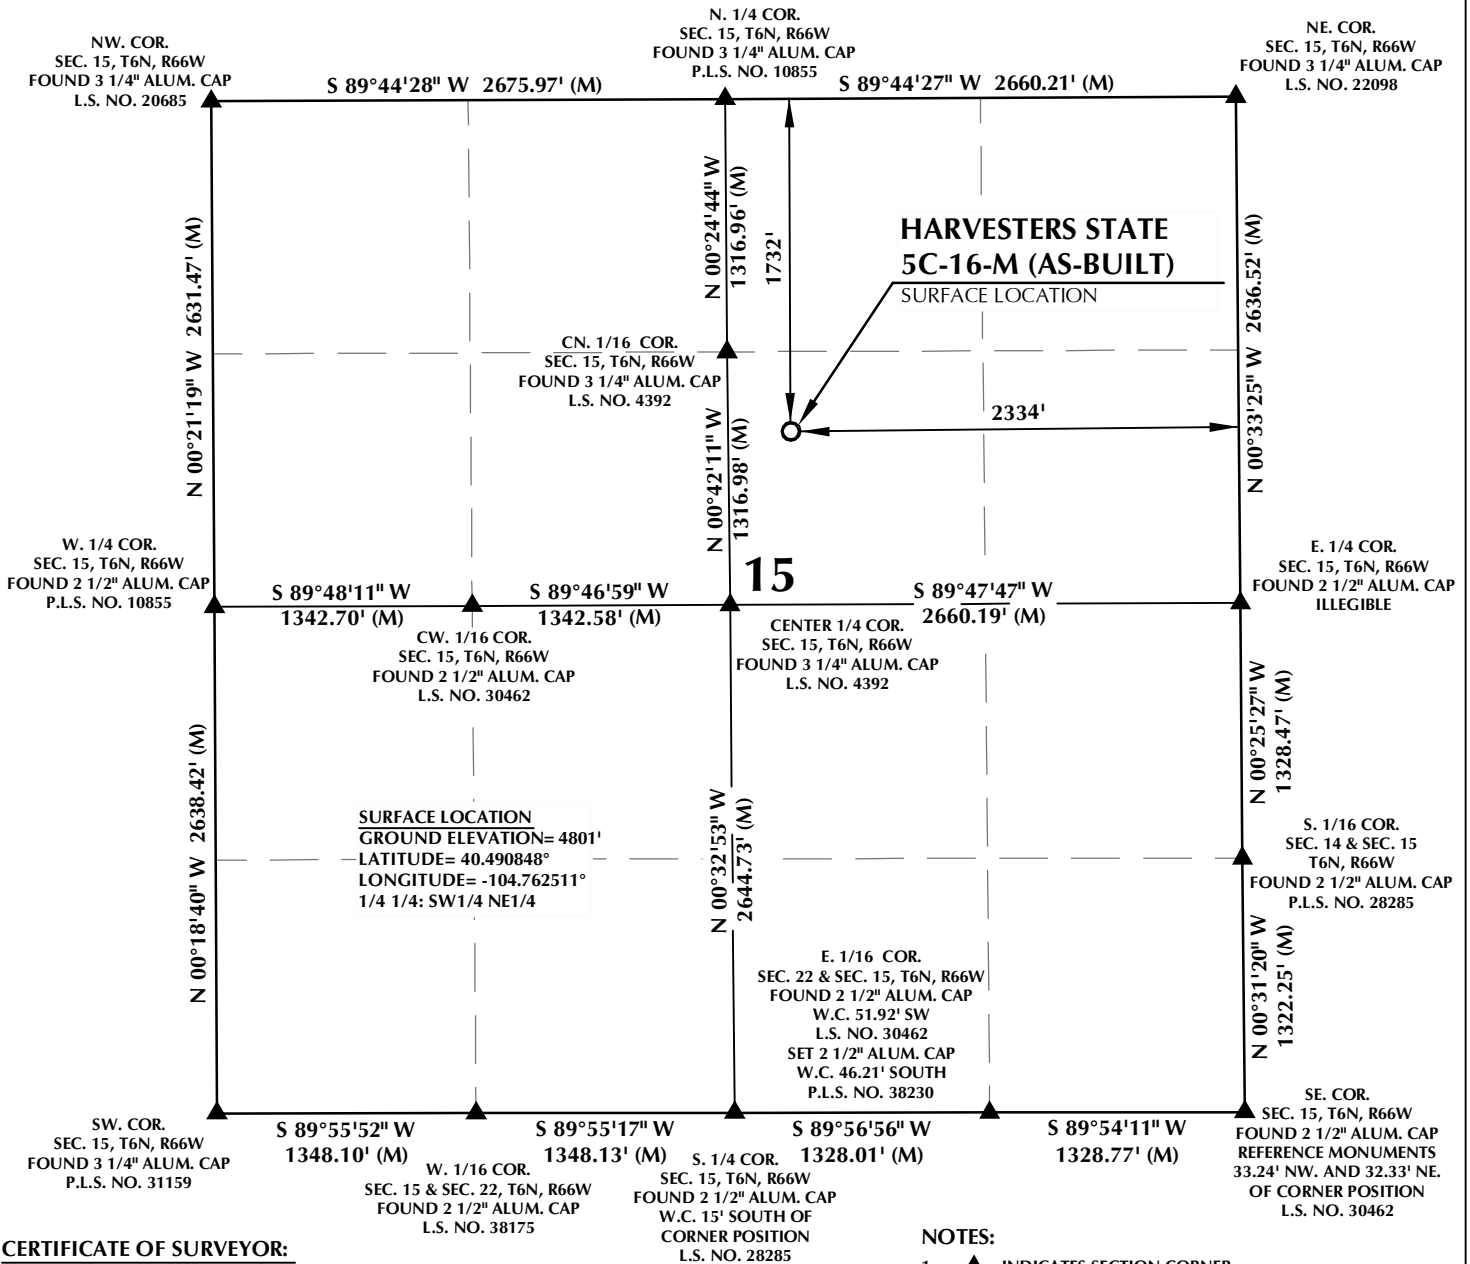 NW. COR.
SEC. 15, T6N, R66W
FOUND 3 1/4" ALUM. CAP
L.S. NO. 20685
N. 1/4 COR.
SEC. 15, T6N, R66W
FOUND 3 1/4" ALUM. CAP
P.L.S. NO. 10855
NE. COR.
SEC. 15, T6N, R66W
FOUND 3 1/4" ALUM. CAP
L.S. NO. 22098
S 89°44'28" W 2675.97' (M)
S 89°44'27" W 2660.21' (M)
N 00°21'19" W 2631.47' (M)
N 00°24'44" W
1316.96' (M)
1732'
HARVESTERS STATE
5C-16-M (AS-BUILT)
SURFACE LOCATION
N 00°33'25" W 2636.52' (M)
CN. 1/16 COR.
SEC. 15, T6N, R66W
FOUND 3 1/4" ALUM. CAP
L.S. NO. 4392
2334'
N 00°42'11" W
1316.98' (M)
W. 1/4 COR.
SEC. 15, T6N, R66W
FOUND 2 1/2" ALUM. CAP
P.L.S. NO. 10855
S 89°48'11" W
1342.70' (M)
S 89°46'59" W
1342.58' (M)
15
S 89°47'47" W
2660.19' (M)
E. 1/4 COR.
SEC. 15, T6N, R66W
FOUND 2 1/2" ALUM. CAP
ILLEGIBLE
CW. 1/16 COR.
SEC. 15, T6N, R66W
FOUND 2 1/2" ALUM. CAP
L.S. NO. 30462
CENTER 1/4 COR.
SEC. 15, T6N, R66W
FOUND 3 1/4" ALUM. CAP
L.S. NO. 4392
N 00°25'27" W
1328.47' (M)
N 00°18'40" W 2638.42' (M)
SURFACE LOCATION
GROUND ELEVATION= 4801'
LATITUDE= 40.490848°
LONGITUDE= -104.762511°
1/4 1/4: SW1/4 NE1/4
N 00°32'53" W
2644.73' (M)
S. 1/16 COR.
SEC. 14 & SEC. 15
T6N, R66W
FOUND 2 1/2" ALUM. CAP
P.L.S. NO. 28285
E. 1/16 COR.
SEC. 22 & SEC. 15, T6N, R66W
FOUND 2 1/2" ALUM. CAP
W.C. 51.92' SW
L.S. NO. 30462
SET 2 1/2" ALUM. CAP
W.C. 46.21' SOUTH
P.L.S. NO. 38230
N 00°31'20" W
1322.25' (M)
SW. COR.
SEC. 15, T6N, R66W
FOUND 3 1/4" ALUM. CAP
P.L.S. NO. 31159
S 89°55'52" W
1348.10' (M)
S 89°55'17" W
1348.13' (M)
S 89°56'56" W
1328.01' (M)
S 89°54'11" W
1328.77' (M)
SE. COR.
SEC. 15, T6N, R66W
FOUND 2 1/2" ALUM. CAP
REFERENCE MONUMENTS
33.24' NW. AND 32.33' NE.
OF CORNER POSITION
L.S. NO. 30462
W. 1/16 COR.
SEC. 15 & SEC. 22, T6N, R66W
FOUND 2 1/2" ALUM. CAP
L.S. NO. 38175
S. 1/4 COR.
SEC. 15, T6N, R66W
FOUND 2 1/2" ALUM. CAP
W.C. 15' SOUTH OF
CORNER POSITION
L.S. NO. 28285
CERTIFICATE OF SURVEYOR:
NOTES: